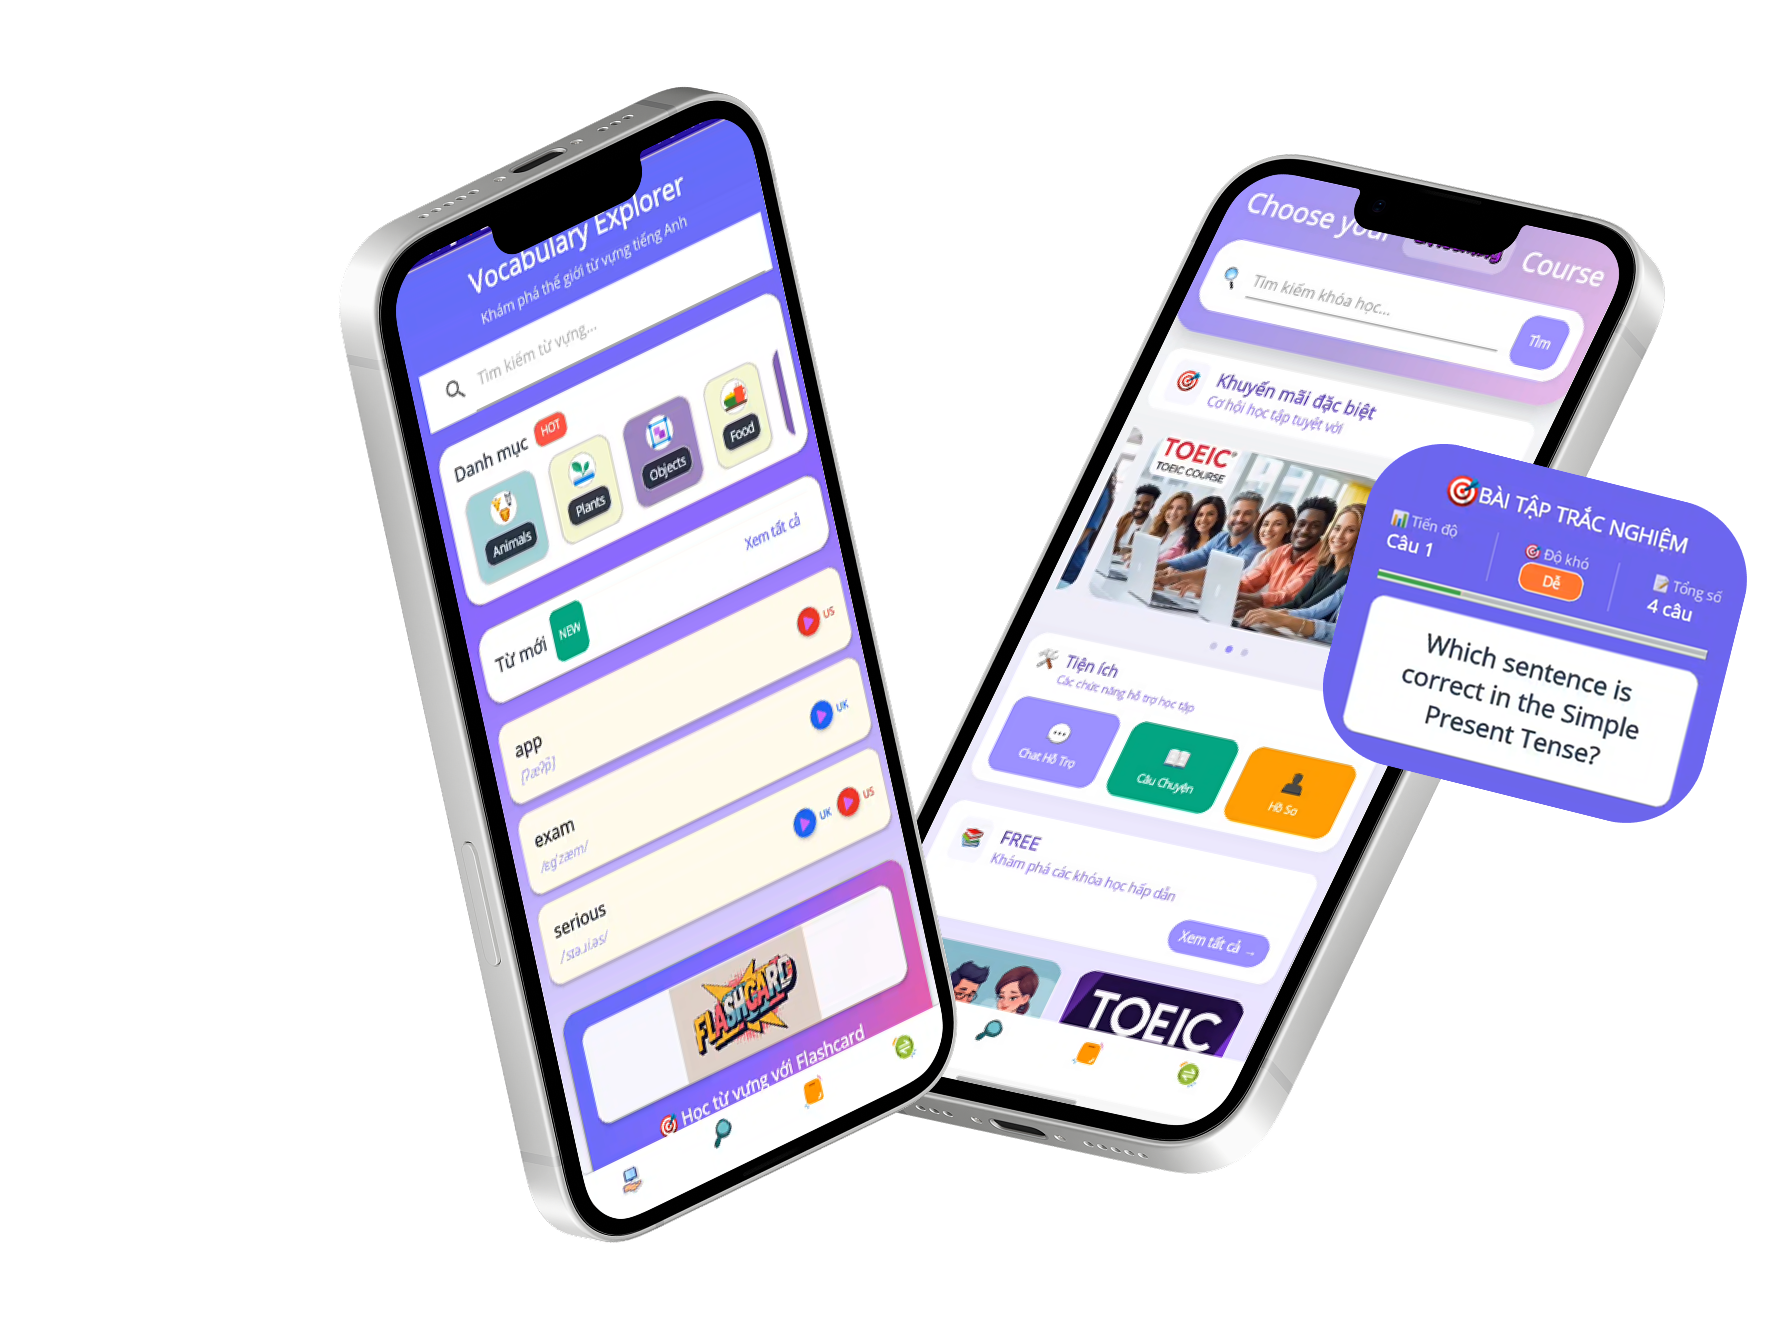 Vocabulary Explorer
Khám phá thế giới từ vựng tiếng Anh
Tìm kiếm từ vựng...
Danh mục HOT
Animals
Plants
Objects
Food
Từ mới NEW
Xem tất cả
app
US
exam
/ɛɡˈzæm/
UK
serious
/ˈsɪə.ɹi.əs/
UK US
FLASHCARD
Học từ vựng với Flashcard
Choose your
Course
Tìm kiếm khóa học...
Tìm
Khuyến mãi đặc biệt
Cơ hội học tập tuyệt vời
TOEIC®
TOEIC COURSE
Tiện ích
Các chức năng hỗ trợ học tập
Chat Hỗ Trợ
Câu Chuyện
Hồ Sơ
FREE
Khám phá các khóa học hấp dẫn
Xem tất cả →
TOEIC
BÀI TẬP TRẮC NGHIỆM
Tiến độ
Câu 1
Độ khó
Dễ
Tổng số
4 câu
Which sentence is
correct in the Simple
Present Tense?